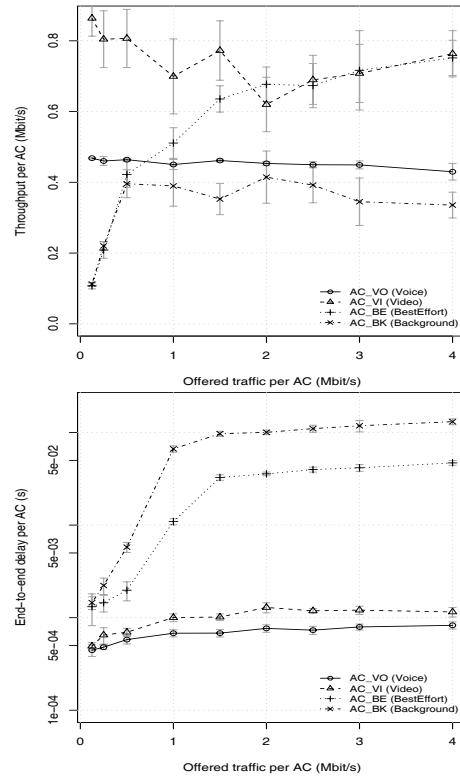 0.8
0.6
0.4
0.2
0.0
Throughput per AC (Mbit/s)
AC_VO (Voice)
AC_VI (Video)
AC_BE (BestEffort)
AC_BK (Background)
0 1 2 3 4
Offered traffic per AC (Mbit/s)
5e−02
5e−03
5e−04
1e−04
End−to−end delay per AC (s)
AC_VO (Voice)
AC_VI (Video)
AC_BE (BestEffort)
AC_BK (Background)
0 1 2 3 4
Offered traffic per AC (Mbit/s)